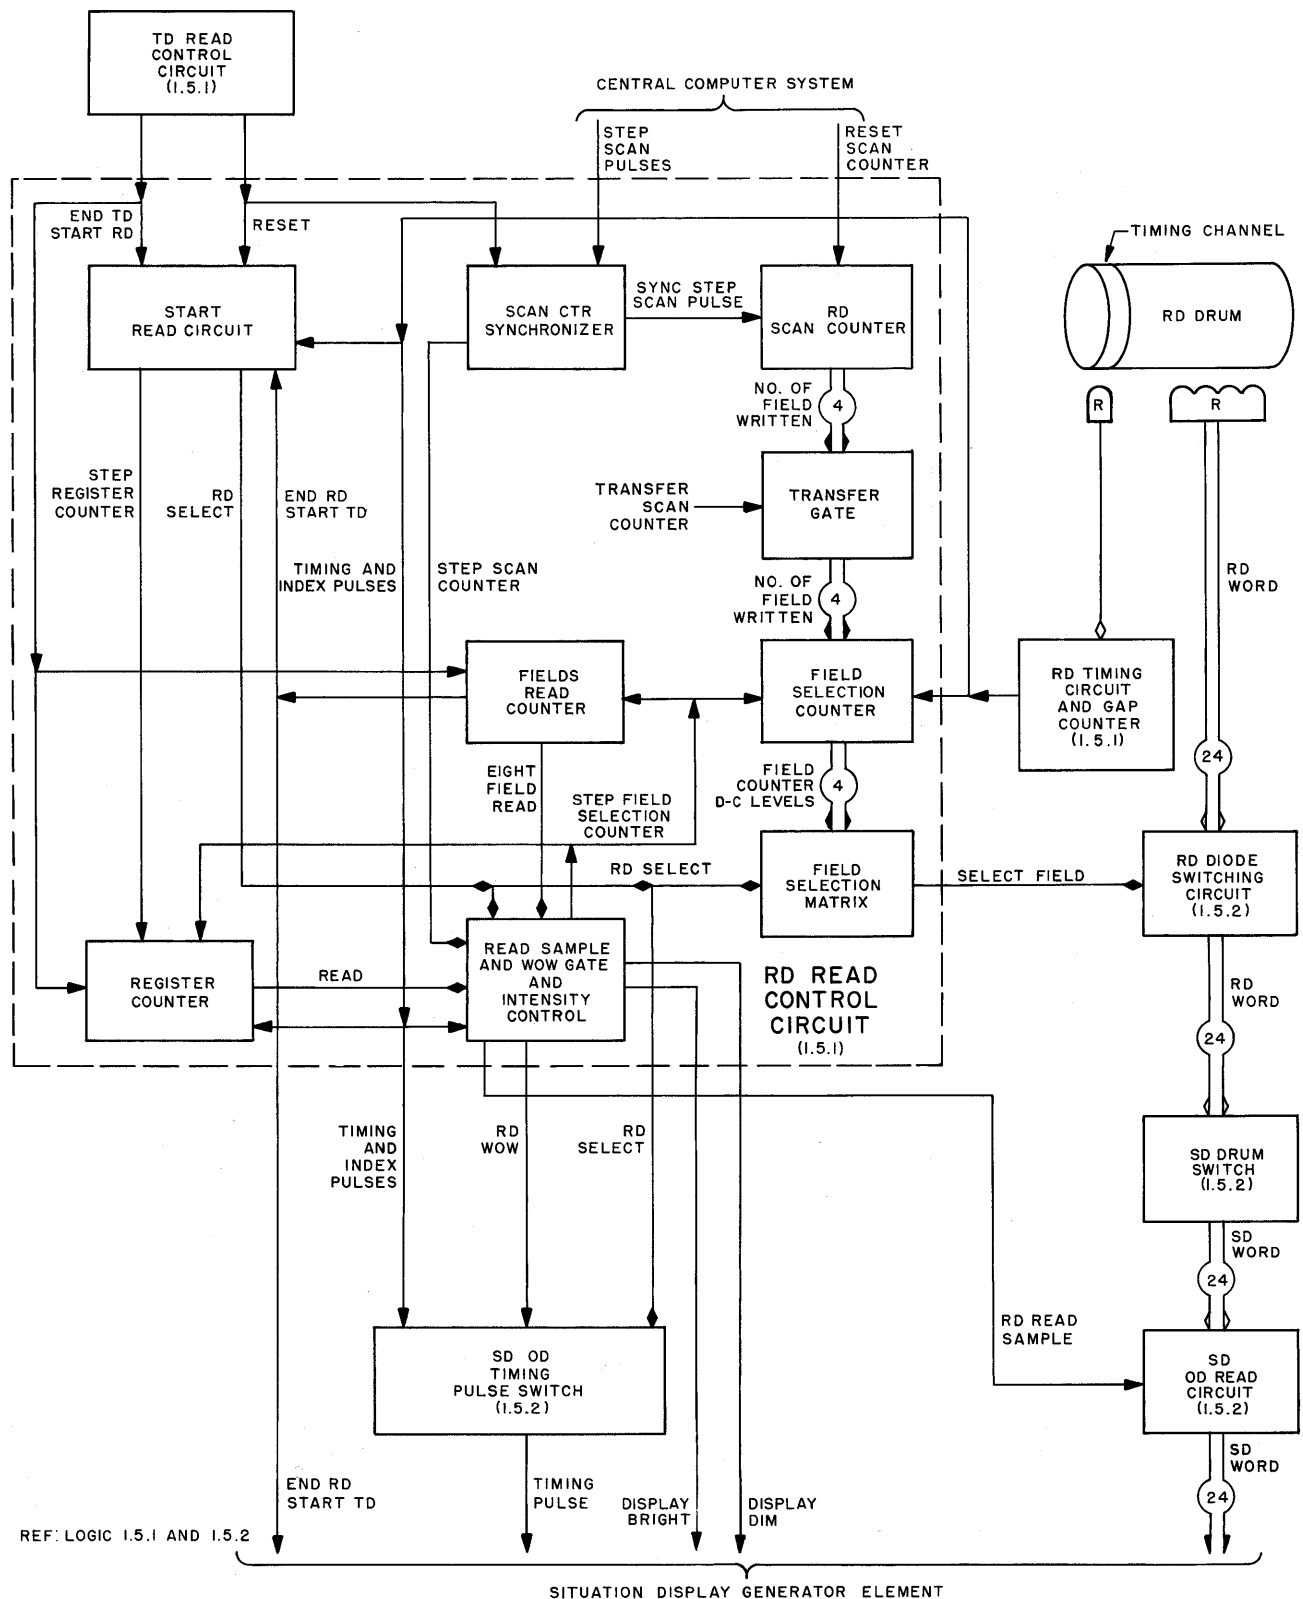 TD READ
CONTROL
CIRCUIT
(1.5.1)
CENTRAL COMPUTER SYSTEM
STEP
SCAN
PULSES
RESET
SCAN
COUNTER
END TD
START RD
RESET
TIMING CHANNEL
START
READ CIRCUIT
SCAN CTR
SYNCHRONIZER
SYNC STEP
SCAN PULSE
RD
SCAN COUNTER
RD DRUM
NO. OF
FIELD
WRITTEN
4
R
R
STEP
REGISTER
COUNTER
RD
SELECT
END RD
START TD
TRANSFER
SCAN
COUNTER
TRANSFER
GATE
TIMING AND
INDEX PULSES
STEP SCAN
COUNTER
NO. OF
FIELD
WRITTEN
4
RD
WORD
FIELDS
READ
COUNTER
FIELD
SELECTION
COUNTER
RD TIMING
CIRCUIT
AND GAP
COUNTER
(1.5.1)
24
EIGHT
FIELD
READ
STEP FIELD
SELECTION
COUNTER
FIELD
COUNTER
D-C LEVELS
4
RD SELECT
FIELD
SELECTION
MATRIX
SELECT FIELD
RD DIODE
SWITCHING
CIRCUIT
(1.5.2)
REGISTER
COUNTER
READ
READ SAMPLE
AND WOW GATE
AND
INTENSITY
CONTROL
RD READ
CONTROL
CIRCUIT
(1.5.1)
RD
WORD
24
TIMING
AND
INDEX
PULSES
RD
WOW
RD
SELECT
SD DRUM
SWITCH
(1.5.2)
SD
WORD
24
RD READ
SAMPLE
SD OD
TIMING
PULSE SWITCH
(1.5.2)
SD
OD READ
CIRCUIT
(1.5.2)
SD
WORD
24
END RD
START TD
TIMING
PULSE
DISPLAY
BRIGHT
DISPLAY
DIM
REF: LOGIC 1.5.1 AND 1.5.2
SITUATION DISPLAY GENERATOR ELEMENT